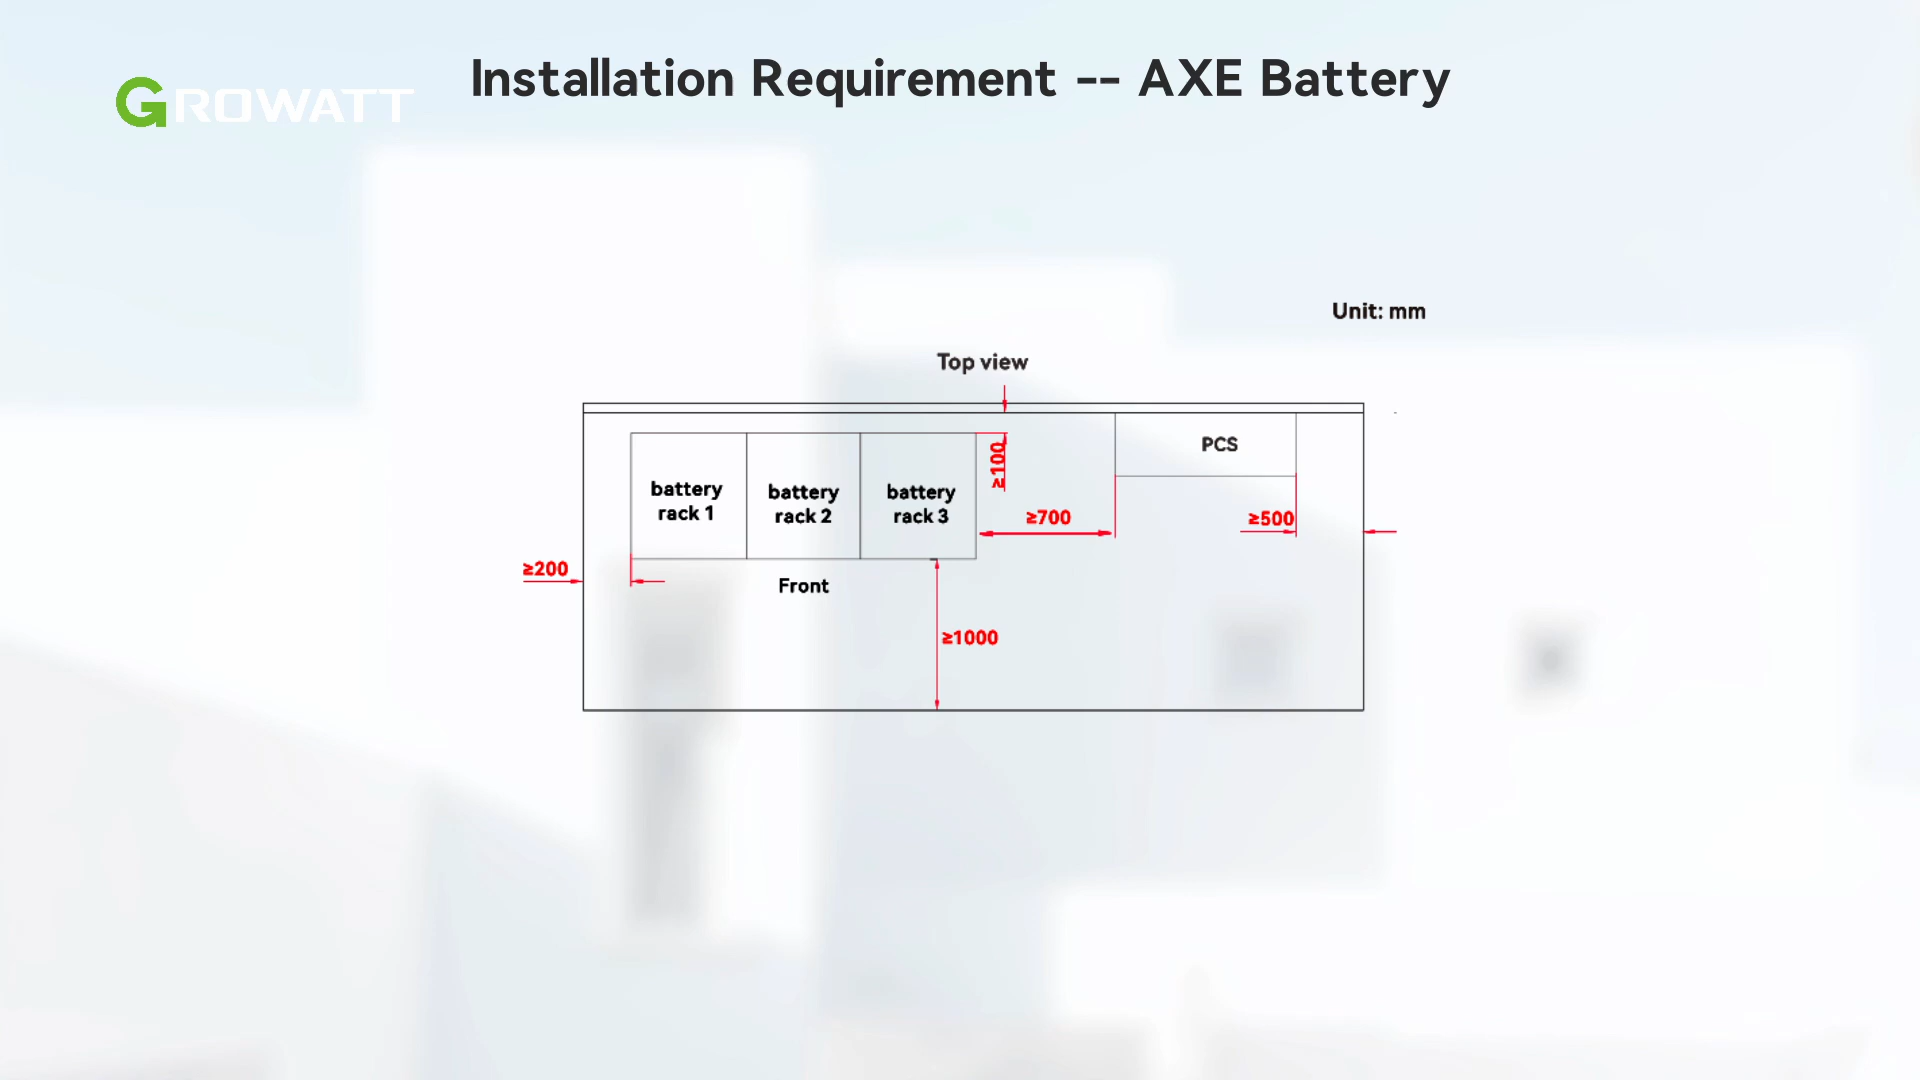 GROWATT
Installation Requirement -- AXE Battery
Unit: mm
Top view
PCS
≥100
battery
rack 1
battery
rack 2
battery
rack 3
≥700
≥500
≥200
Front
≥1000